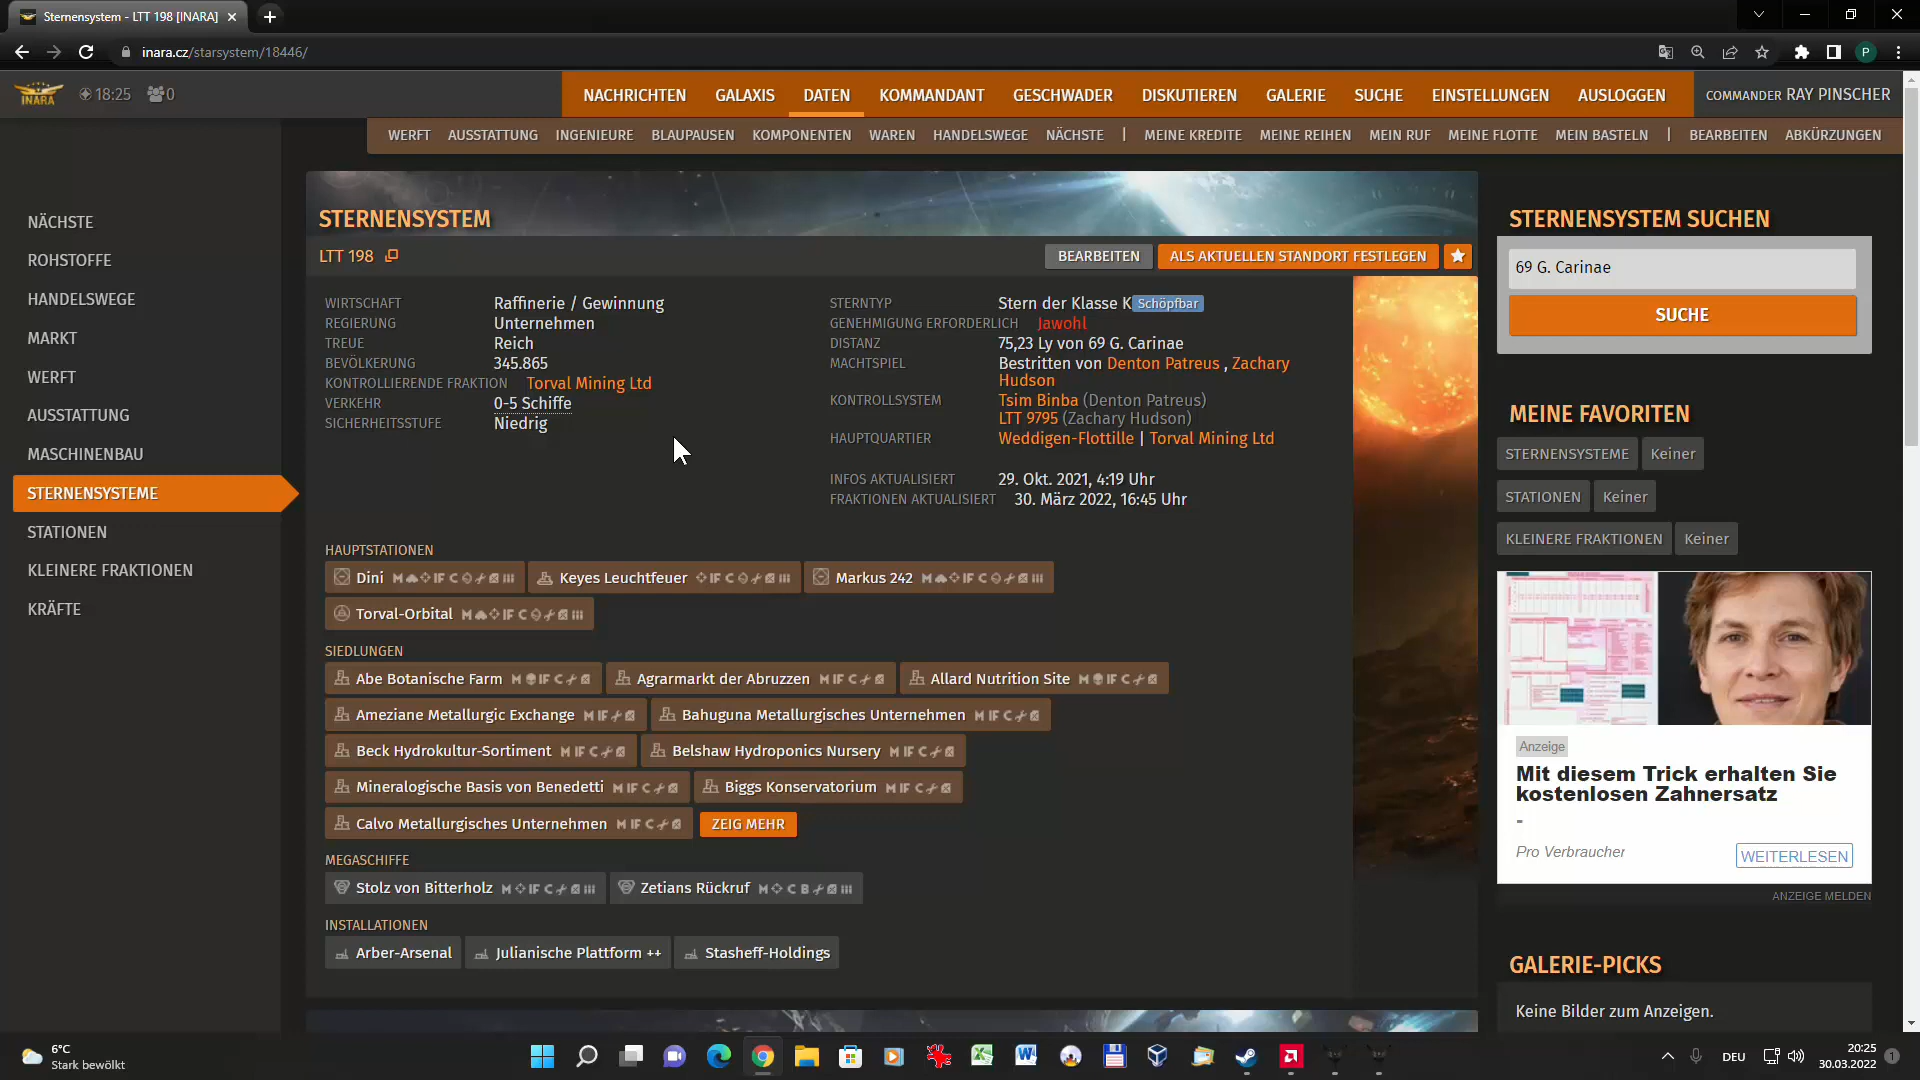 Sternensystem - LTT 198 [INARA]
inara.cz/starsystem/18446/
P
INARA
18:25
0
NACHRICHTEN GALAXIS DATEN KOMMANDANT GESCHWADER DISKUTIEREN GALERIE SUCHE EINSTELLUNGEN AUSLOGGEN
COMMANDER RAY PINSCHER
WERFT AUSSTATTUNG INGENIEURE BLAUPAUSEN KOMPONENTEN WAREN HANDELSWEGE NÄCHSTE | MEINE KREDITE MEINE REIHEN MEIN RUF MEINE FLOTTE MEIN BASTELN | BEARBEITEN ABKÜRZUNGEN
NÄCHSTE
ROHSTOFFE
HANDELSWEGE
MARKT
WERFT
AUSSTATTUNG
MASCHINENBAU
STERNENSYSTEME
STATIONEN
KLEINERE FRAKTIONEN
KRÄFTE
STERNENSYSTEM
LTT 198
BEARBEITEN
ALS AKTUELLEN STANDORT FESTLEGEN
WIRTSCHAFT Raffinerie / Gewinnung
REGIERUNG Unternehmen
TREUE Reich
BEVÖLKERUNG 345.865
KONTROLLIERENDE FRAKTION Torval Mining Ltd
VERKEHR 0-5 Schiffe
SICHERHEITSSTUFE Niedrig
STERNTYP Stern der Klasse K Schöpfbar
GENEHMIGUNG ERFORDERLICH Jawohl
DISTANZ 75,23 Ly von 69 G. Carinae
MACHTSPIEL Bestritten von Denton Patreus , Zachary
Hudson
KONTROLLSYSTEM Tsim Binba (Denton Patreus)
LTT 9795 (Zachary Hudson)
HAUPTQUARTIER Weddigen-Flottille | Torval Mining Ltd
INFOS AKTUALISIERT 29. Okt. 2021, 4:19 Uhr
FRAKTIONEN AKTUALISIERT 30. März 2022, 16:45 Uhr
HAUPTSTATIONEN
Dini Keyes Leuchtfeuer Markus 242
Torval-Orbital
SIEDLUNGEN
Abe Botanische Farm Agrarmarkt der Abruzzen Allard Nutrition Site
Ameziane Metallurgic Exchange Bahuguna Metallurgisches Unternehmen
Beck Hydrokultur-Sortiment Belshaw Hydroponics Nursery
Mineralogische Basis von Benedetti Biggs Konservatorium
Calvo Metallurgisches Unternehmen ZEIG MEHR
MEGASCHIFFE
Stolz von Bitterholz Zetians Rückruf
INSTALLATIONEN
Arber-Arsenal Julianische Plattform ++ Stasheff-Holdings
STERNENSYSTEM SUCHEN
69 G. Carinae
SUCHE
MEINE FAVORITEN
STERNENSYSTEME Keiner
STATIONEN Keiner
KLEINERE FRAKTIONEN Keiner
Anzeige
Mit diesem Trick erhalten Sie
kostenlosen Zahnersatz
-
Pro Verbraucher
WEITERLESEN
ANZEIGE MELDEN
GALERIE-PICKS
Keine Bilder zum Anzeigen.
6°C
Stark bewölkt
DEU
20:25
30.03.2022
1